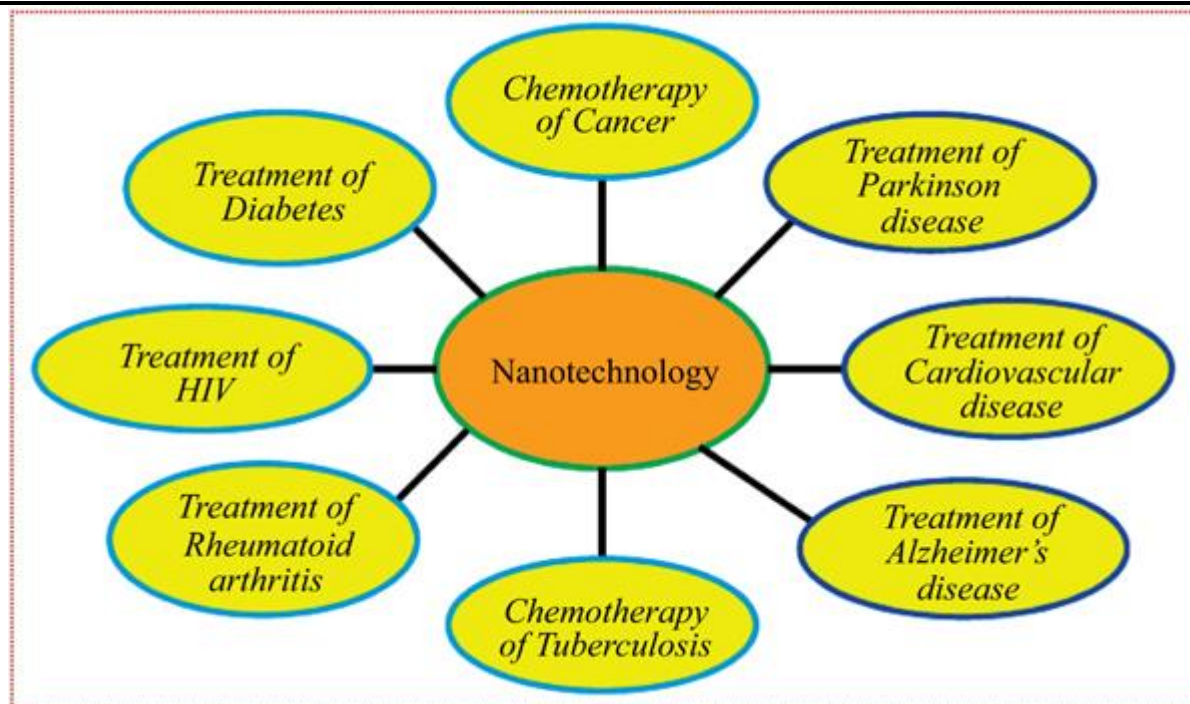 Chemotherapy
of Cancer
Treatment of
Parkinson
disease
Treatment of
Cardiovascular
disease
Treatment of
Alzheimer's
disease
Chemotherapy
of Tuberculosis
Treatment of
Rheumatoid
arthritis
Treatment of
HIV
Treatment of
Diabetes
Nanotechnology